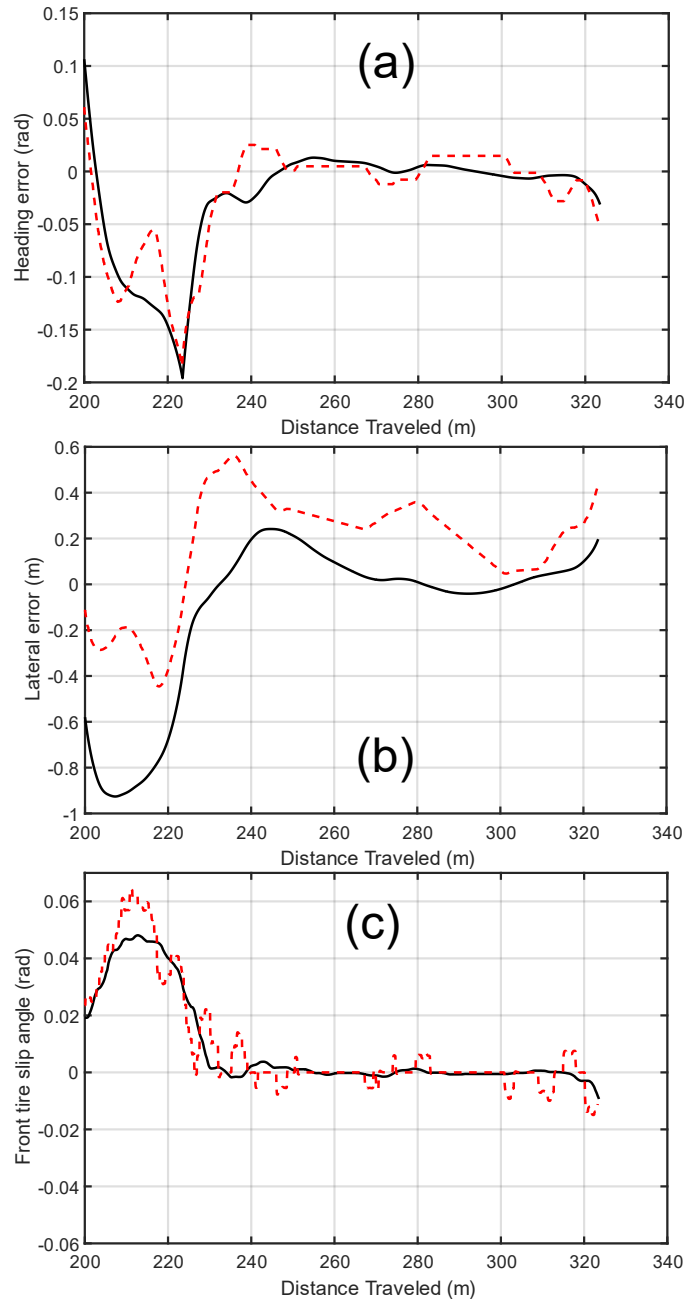 0.15
0.1
0.05
0
-0.05
-0.1
-0.15
-0.2
Heading error (rad)
(a)
200 220 240 260 280 300 320 340
Distance Traveled (m)
0.6
0.4
0.2
0
-0.2
-0.4
-0.6
-0.8
-1
Lateral error (m)
(b)
200 220 240 260 280 300 320 340
Distance Traveled (m)
0.06
0.04
0.02
0
-0.02
-0.04
-0.06
Front tire slip angle (rad)
(c)
200 220 240 260 280 300 320 340
Distance Traveled (m)